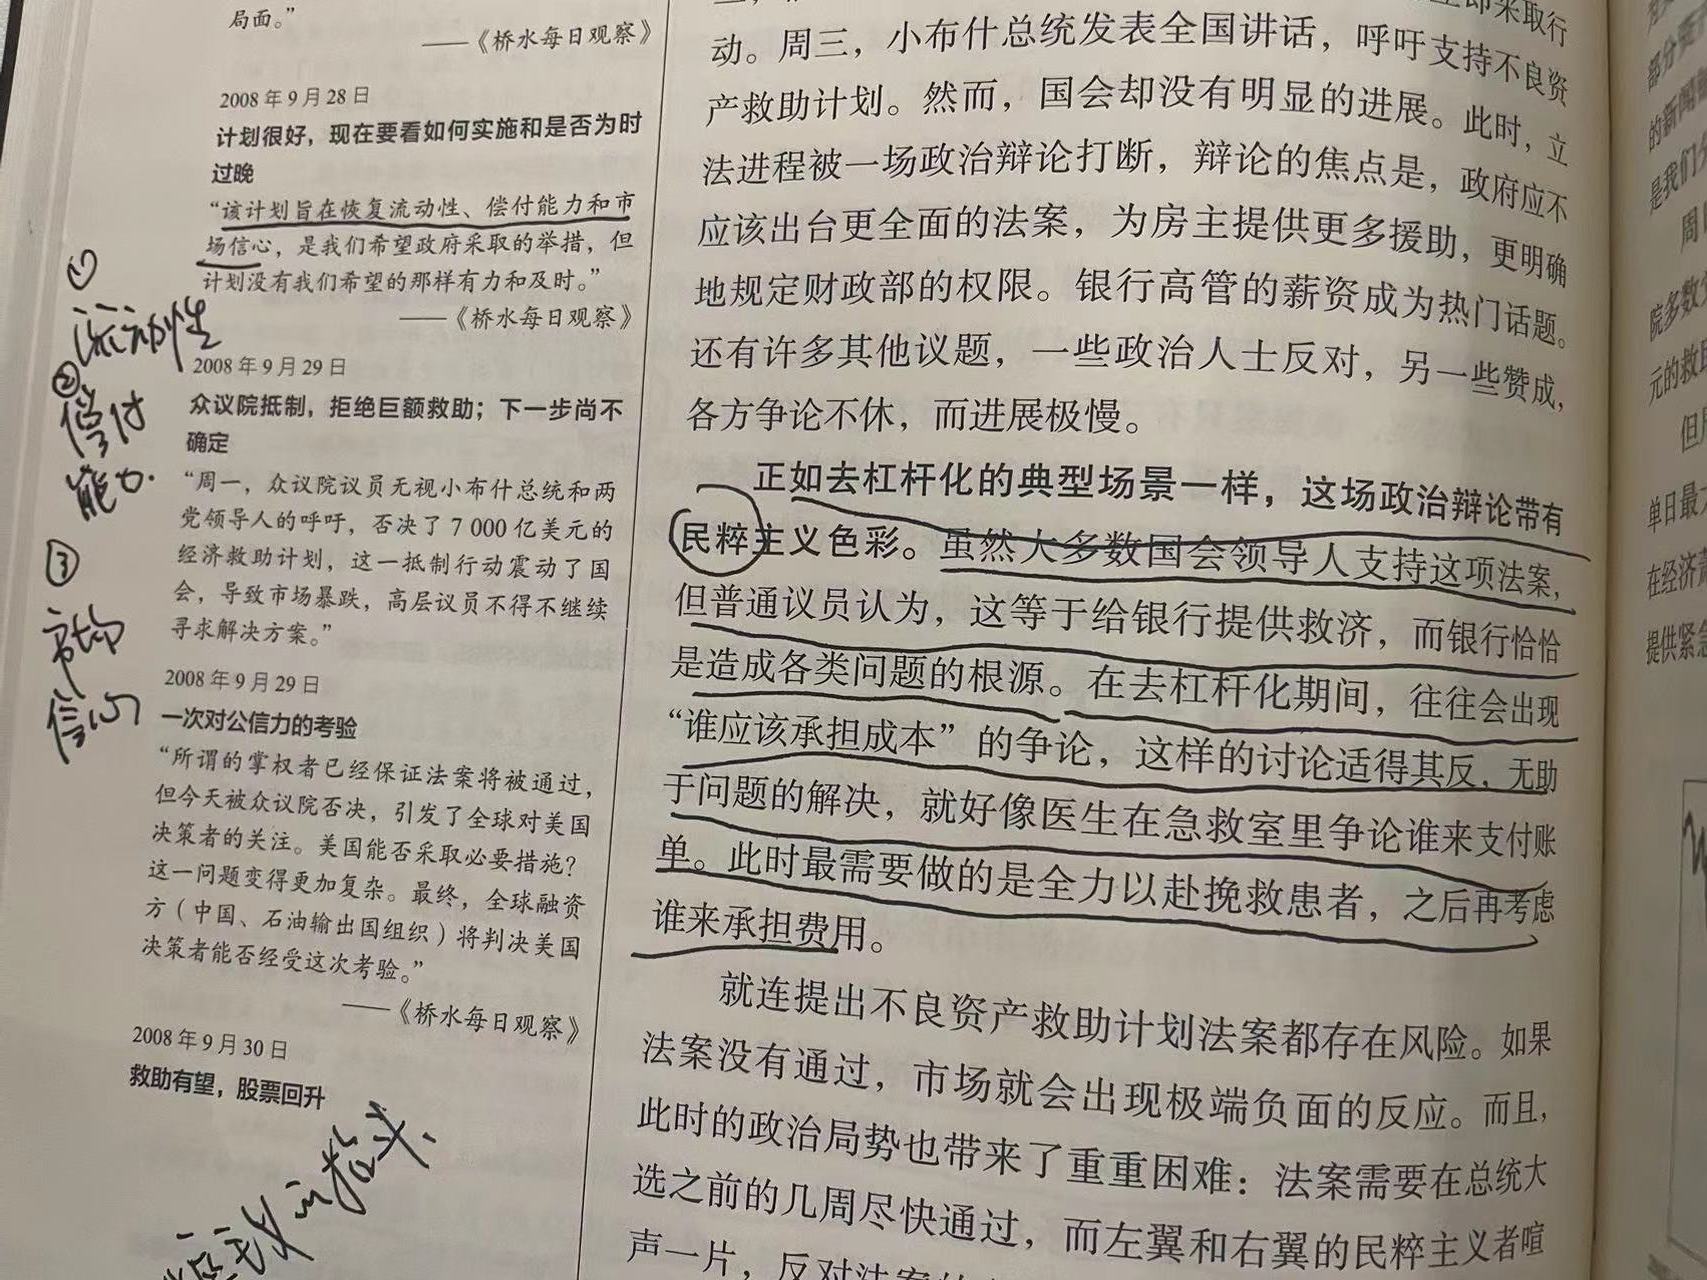 局面。”
——《桥水每日观察》
2008年9月28日
计划很好，现在要看如何实施和是否为时
过晚
“该计划旨在恢复流动性、偿付能力和市
场信心，是我们希望政府采取的举措，但
计划没有我们希望的那样有力和及时。”
——《桥水每日观察》
2008年9月29日
众议院抵制，拒绝巨额救助；下一步尚不
确定
“周一，众议院议员无视小布什总统和两
党领导人的呼吁，否决了7 000亿美元的
经济救助计划，这一抵制行动震动了国
会，导致市场暴跌，高层议员不得不继续
寻求解决方案。”
2008年9月29日
一次对公信力的考验
“所谓的掌权者已经保证法案将被通过，
但今天被众议院否决，引发了全球对美国
决策者的关注。美国能否采取必要措施？
这一问题变得更加复杂。最终，全球融资
方（中国、石油输出国组织）将判决美国
决策者能否经受这次考验。”
——《桥水每日观察》
2008年9月30日
救助有望，股票回升
①
流动性
②
偿付
能力
③
市场
信心
主义的抬头
立即采取行
动。周三，小布什总统发表全国讲话，呼吁支持不良资
产救助计划。然而，国会却没有明显的进展。此时，立
法进程被一场政治辩论打断，辩论的焦点是，政府应不
应该出台更全面的法案，为房主提供更多援助，更明确
地规定财政部的权限。银行高管的薪资成为热门话题。
还有许多其他议题，一些政治人士反对，另一些赞成，
各方争论不休，而进展极慢。
正如去杠杆化的典型场景一样，这场政治辩论带有
民粹主义色彩。虽然大多数国会领导人支持这项法案，
但普通议员认为，这等于给银行提供救济，而银行恰恰
是造成各类问题的根源。在去杠杆化期间，往往会出现
“谁应该承担成本”的争论，这样的讨论适得其反，无助
于问题的解决，就好像医生在急救室里争论谁来支付账
单。此时最需要做的是全力以赴挽救患者，之后再考虑
谁来承担费用。
就连提出不良资产救助计划法案都存在风险。如果
法案没有通过，市场就会出现极端负面的反应。而且，
此时的政治局势也带来了重重困难：法案需要在总统大
选之前的几周尽快通过，而左翼和右翼的民粹主义者喧
声一片，反对法案的
部分
的新闻
是我们
周
院多数
元的救助
但
单日最
在经济
提供紧急